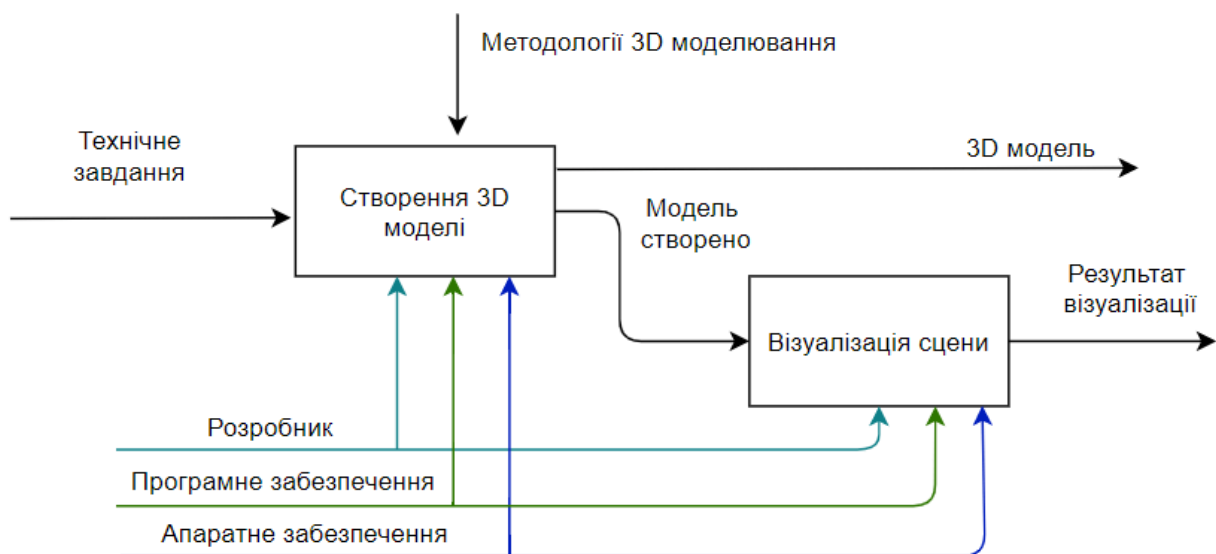 Методології 3D моделювання
Технічне
завдання
3D модель
Створення 3D
моделі
Модель
створено
Результат
візуалізації
Візуалізація сцени
Розробник
Програмне забезпечення
Апаратне забезпечення